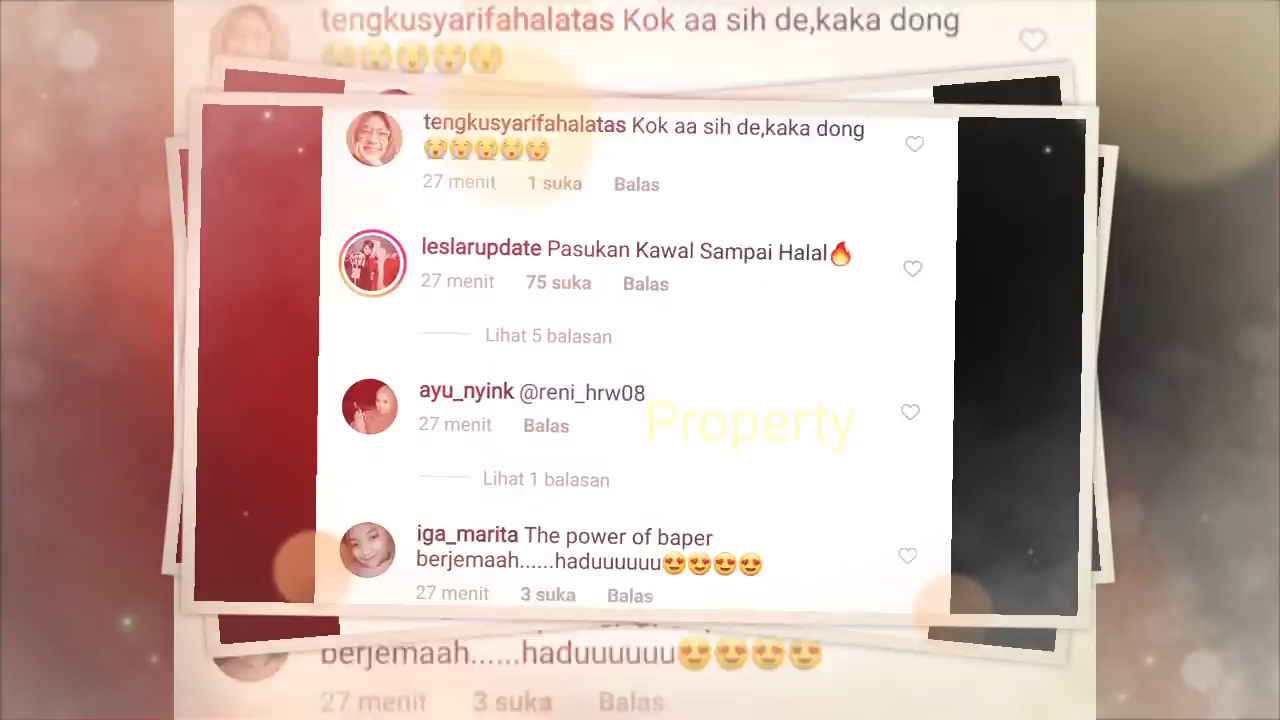 tengkusyarifahalatas Kok aa sih de,kaka dong
😭😭😭😭😭
tengkusyarifahalatas Kok aa sih de,kaka dong
😭😭😭😭😭
27 menit 1 suka Balas
leslarupdate Pasukan Kawal Sampai Halal🔥
27 menit 75 suka Balas
Lihat 5 balasan
ayu_nyink @reni_hrw08
27 menit Balas
Property
Lihat 1 balasan
iga_marita The power of baper
berjemaah......haduuuuuu😍😍😍😍
27 menit 3 suka Balas
berjemaah......haduuuuuu😍😍😍😍
27 menit 3 suka Balas